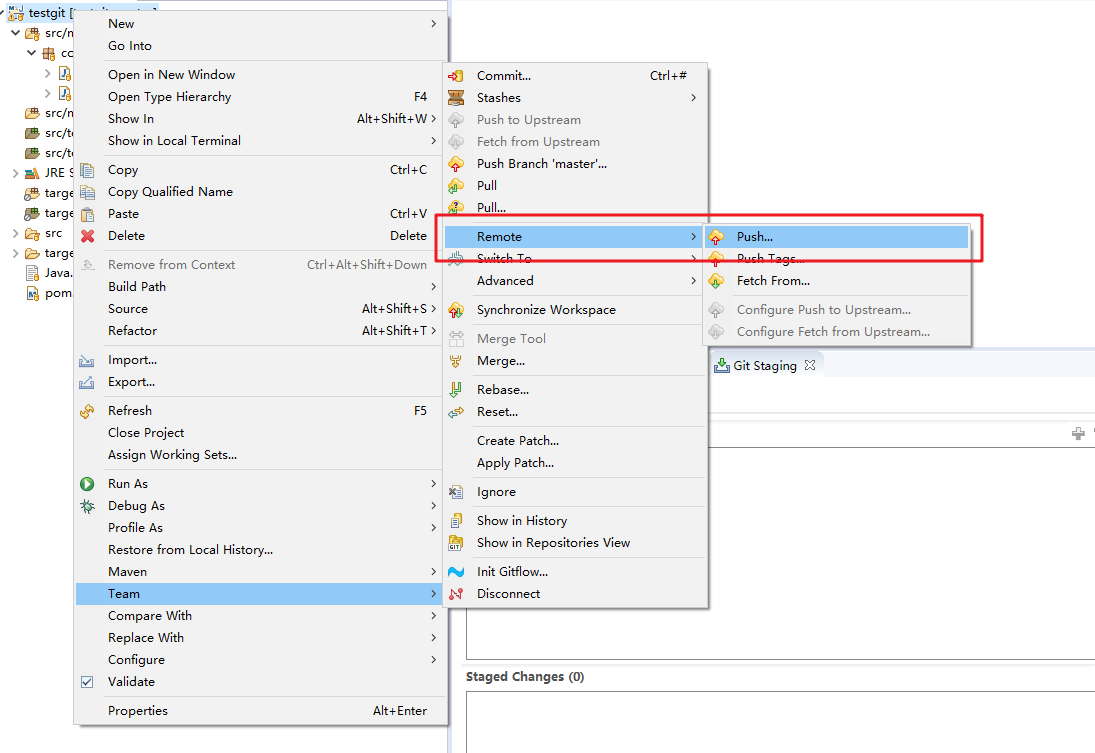 testgit
New
src/
Go Into
co
Open in New Window
Open Type Hierarchy F4
Show In Alt+Shift+W
Show in Local Terminal
src/
src/t
src/t
JRE S
targe
targe
src
targe
Java.
pom
Copy Ctrl+C
Copy Qualified Name
Paste Ctrl+V
Delete Delete
Remove from Context Ctrl+Alt+Shift+Down
Build Path
Source Alt+Shift+S
Refactor Alt+Shift+T
Import...
Export...
Refresh F5
Close Project
Assign Working Sets...
Run As
Debug As
Profile As
Restore from Local History...
Maven
Team
Compare With
Replace With
Configure
Validate
Properties Alt+Enter
Commit... Ctrl+#
Stashes
Push to Upstream
Fetch from Upstream
Push Branch 'master'...
Pull
Pull...
Remote
Switch To
Advanced
Synchronize Workspace
Merge Tool
Merge...
Rebase...
Reset...
Create Patch...
Apply Patch...
Ignore
Show in History
GIT Show in Repositories View
Init Gitflow...
Disconnect
Push...
Push Tags...
Fetch From...
Configure Push to Upstream...
Configure Fetch from Upstream...
Git Staging
Staged Changes (0)